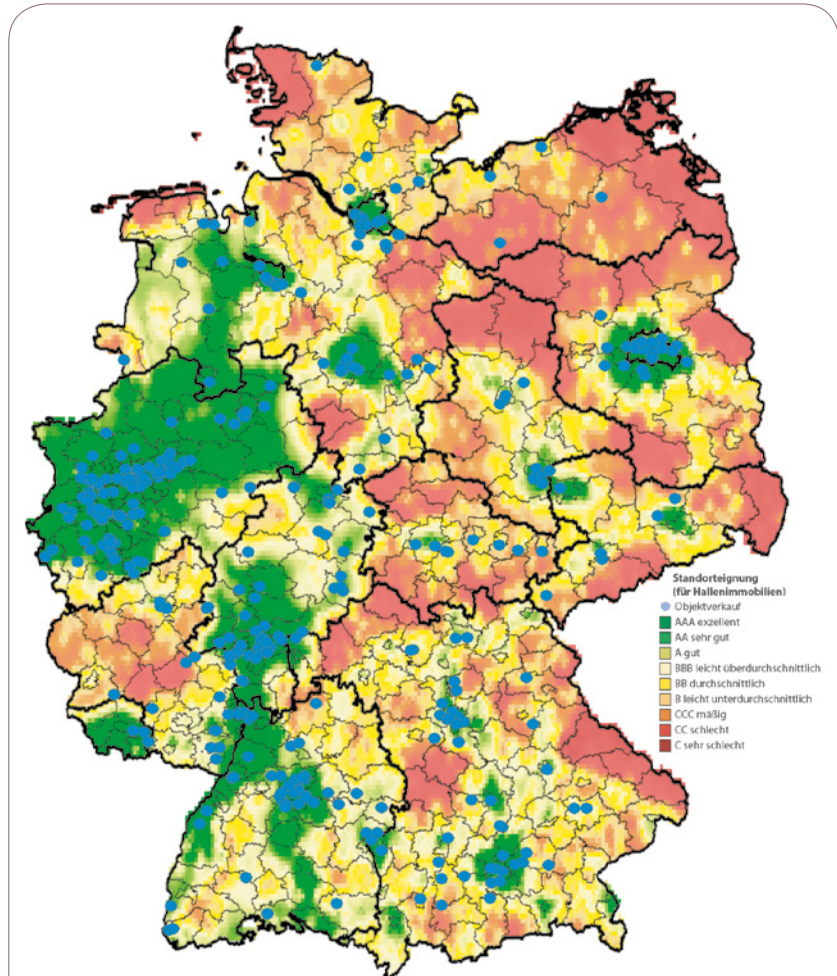 Standorteignung
(für Hallenimmobilien)
Objektverkauf
AAA exzellent
AA sehr gut
A gut
BBB leicht überdurchschnittlich
BB durchschnittlich
B leicht unterdurchschnittlich
CCC mäßig
CC schlecht
C sehr schlecht